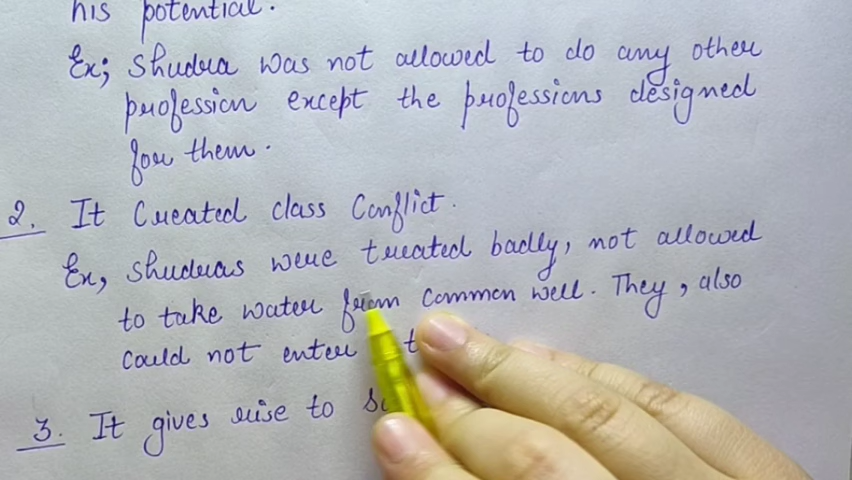 his potential.
Ex; Shudra was not allowed to do any other
profession except the professions designed
for them.
2. It Created class Conflict.
Ex, shudras were treated badly, not allowed
to take water from common well. They, also
could not enter
3. It gives rise to